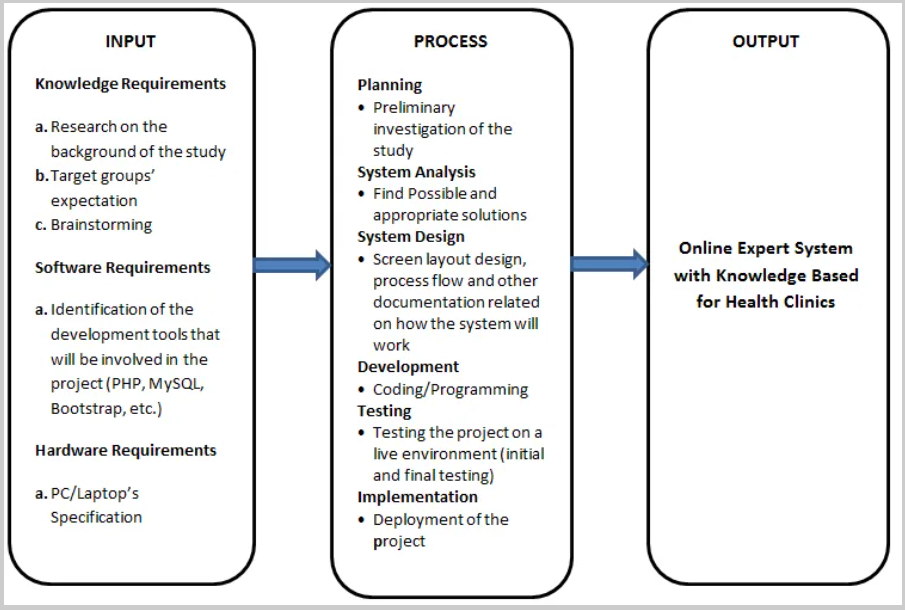 INPUT
Knowledge Requirements
a. Research on the
background of the study
b. Target groups’
expectation
c. Brainstorming
Software Requirements
a. Identification of the
development tools that
will be involved in the
project (PHP, MySQL,
Bootstrap, etc.)
Hardware Requirements
a. PC/Laptop’s
Specification
PROCESS
Planning
• Preliminary
investigation of the
study
System Analysis
• Find Possible and
appropriate solutions
System Design
• Screen layout design,
process flow and other
documentation related
on how the system will
work
Development
• Coding/Programming
Testing
• Testing the project on a
live environment (initial
and final testing)
Implementation
• Deployment of the
project
OUTPUT
Online Expert System
with Knowledge Based
for Health Clinics